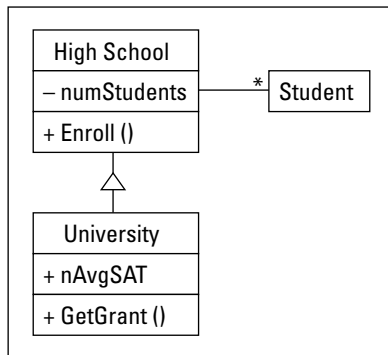 High School
– numStudents
* Student
+ Enroll ()
University
+ nAvgSAT
+ GetGrant ()